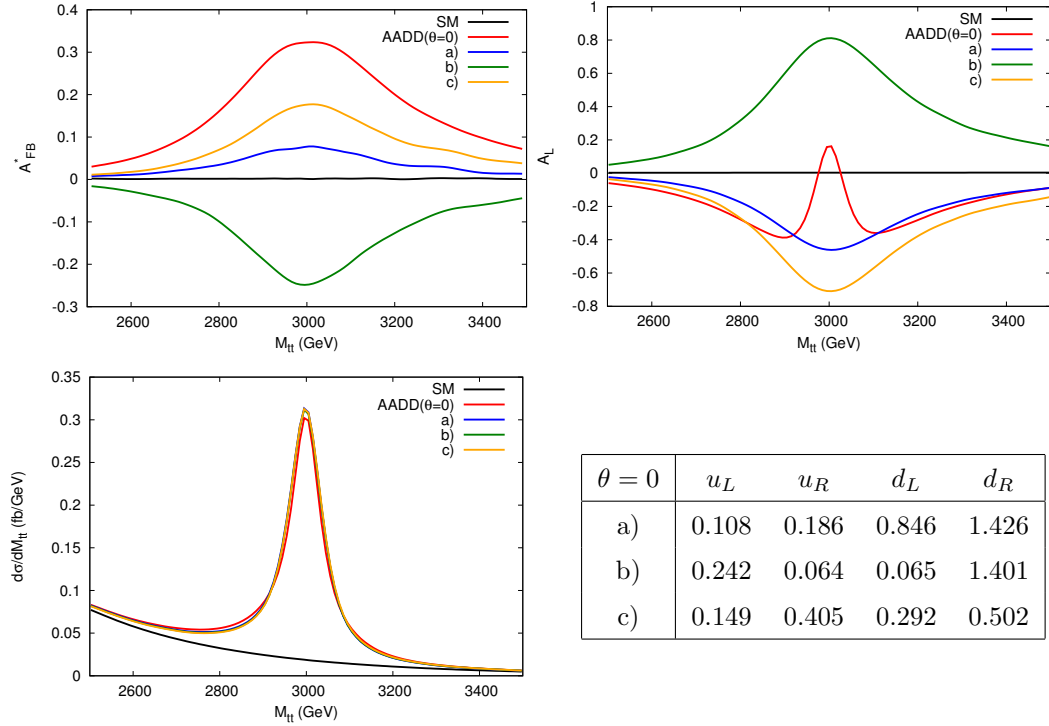 0.4
0.3
0.2
0.1
0
-0.1
-0.2
-0.3
A*FB
SM
AADD(θ=0)
a)
b)
c)
2600 2800 3000 3200 3400
Mtt (GeV)
1
0.8
0.6
0.4
0.2
0
-0.2
-0.4
-0.6
-0.8
AL
SM
AADD(θ=0)
a)
b)
c)
2600 2800 3000 3200 3400
Mtt (GeV)
0.35
0.3
0.25
0.2
0.15
0.1
0.05
0
dσ/dMtt (fb/GeV)
SM
AADD(θ=0)
a)
b)
c)
2600 2800 3000 3200 3400
Mtt (GeV)
θ = 0 uL uR dL dR
a) 0.108 0.186 0.846 1.426
b) 0.242 0.064 0.065 1.401
c) 0.149 0.405 0.292 0.502